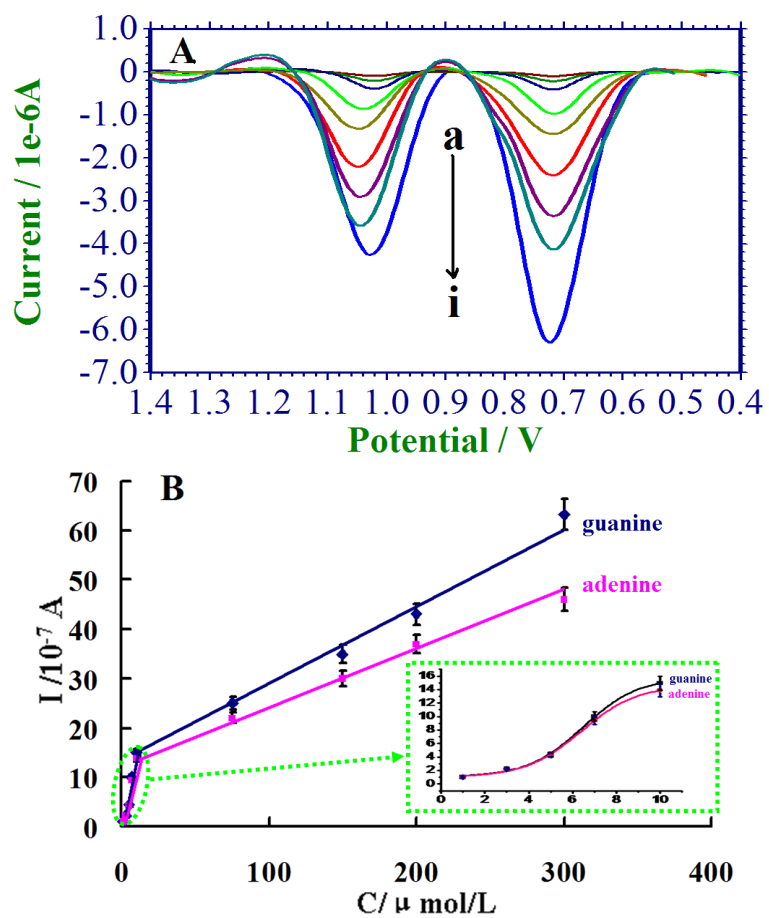 A.
1.0
0
-1.0
-2.0
-3.0
-4.0
-5.0
-6.0
-7.0
Current / 1e-6A
a
i
1.4 1.3 1.2 1.1 1.0 0.9 0.8 0.7 0.6 0.5 0.4
Potential / V
B
70
60
50
40
30
20
10
0
I /10⁻⁷ A
guanine
adenine
16
14
12
10
8
6
4
2
0
guanine
adenine
0 2 4 6 8 10
0 100 200 300 400
C/ μ mol/L